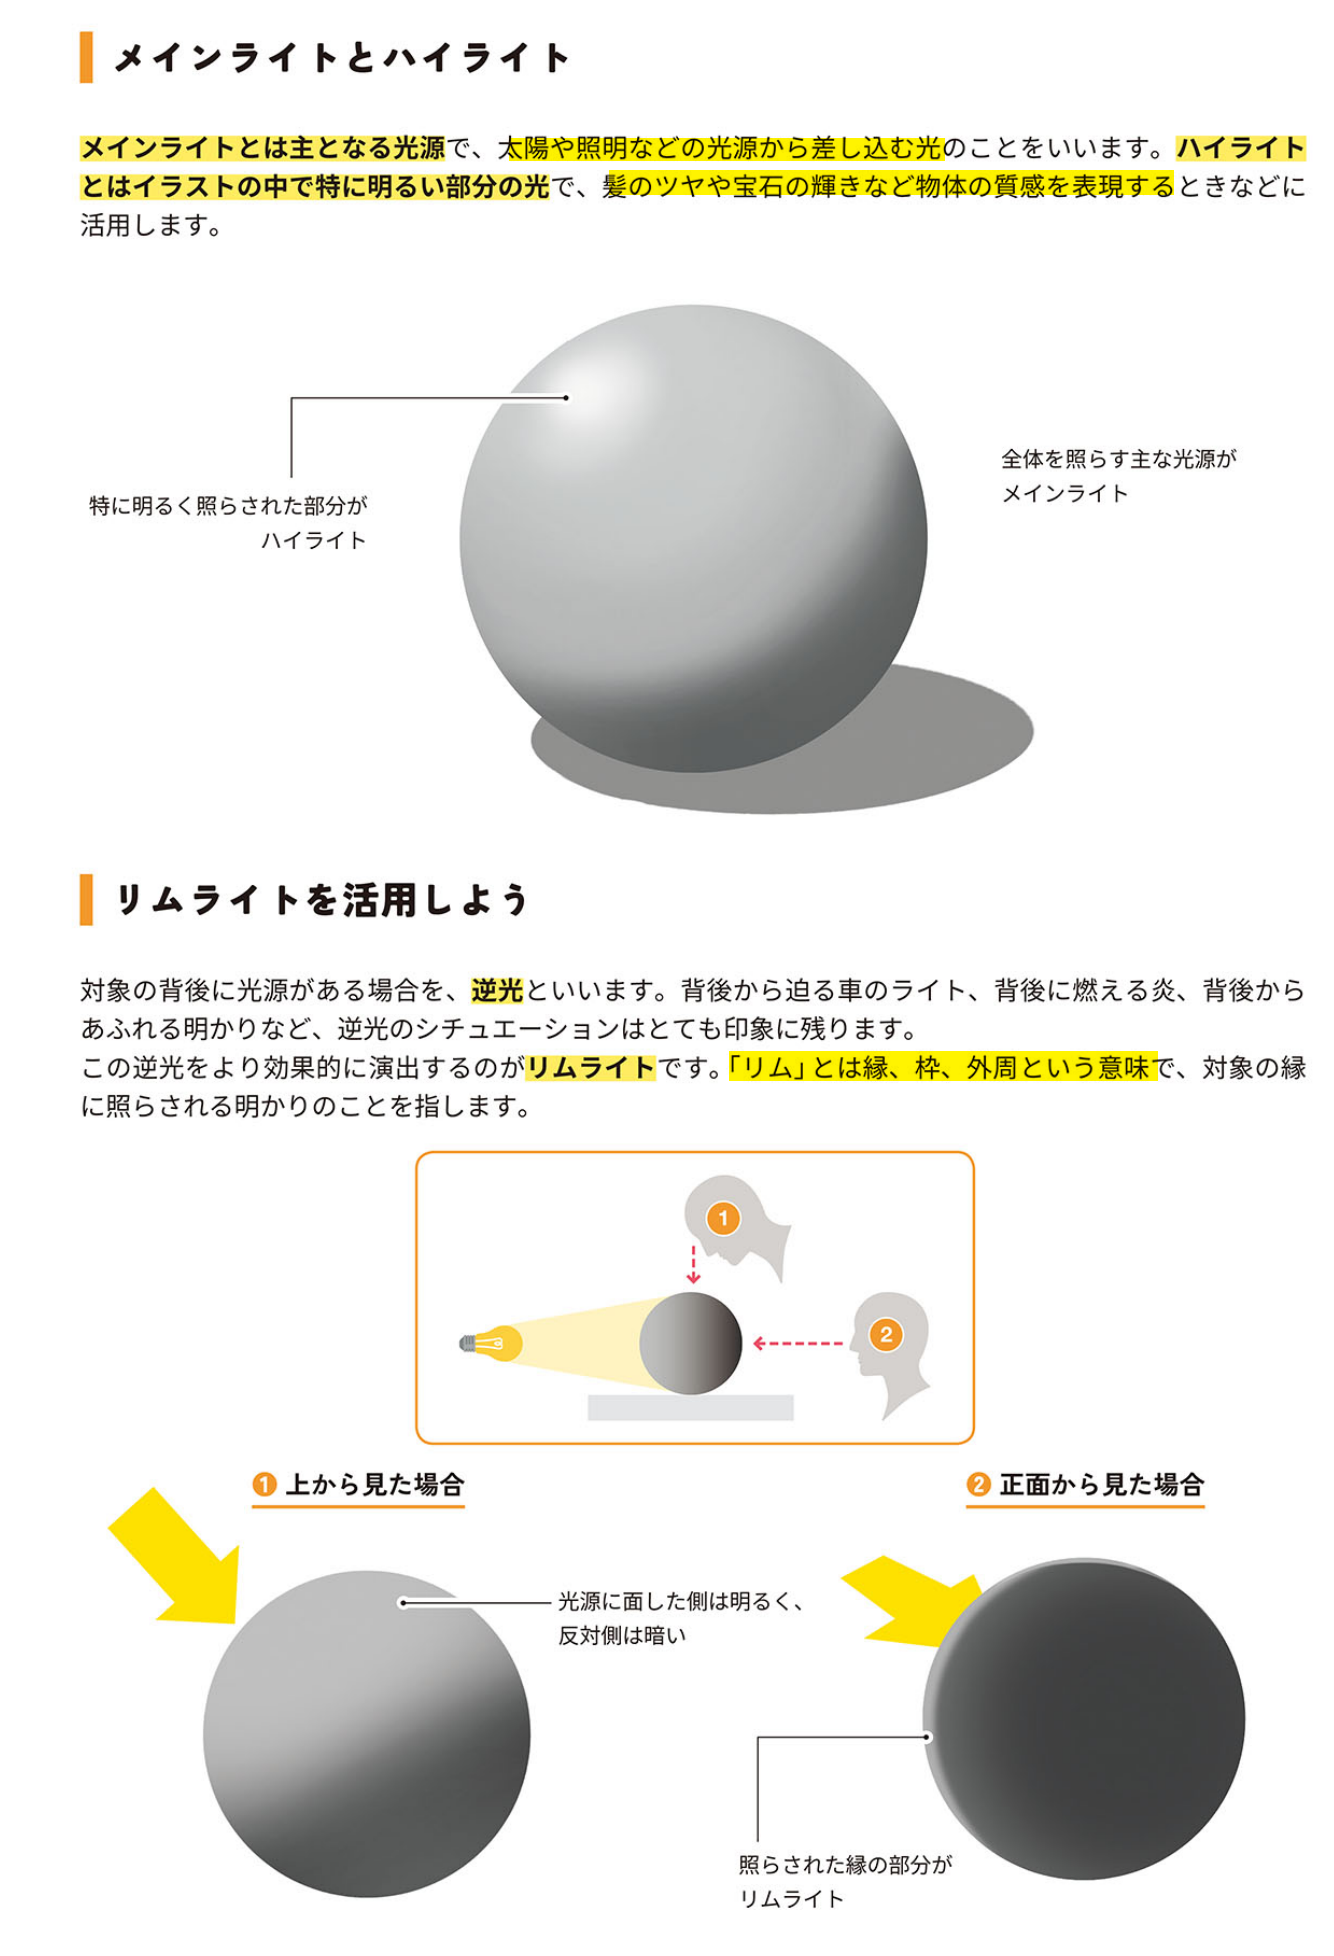 メインライトとハイライト
メインライトとは主となる光源で、太陽や照明などの光源から差し込む光のことをいいます。ハイライト
とはイラストの中で特に明るい部分の光で、髪のツヤや宝石の輝きなど物体の質感を表現するときなどに
活用します。
特に明るく照らされた部分が
ハイライト
全体を照らす主な光源が
メインライト
リムライトを活用しよう
対象の背後に光源がある場合を、逆光といいます。背後から迫る車のライト、背後に燃える炎、背後から
あふれる明かりなど、逆光のシチュエーションはとても印象に残ります。
この逆光をより効果的に演出するのがリムライトです。「リム」とは縁、枠、外周という意味で、対象の縁
に照らされる明かりのことを指します。
1
2
1 上から見た場合
光源に面した側は明るく、
反対側は暗い
2 正面から見た場合
照らされた縁の部分が
リムライト